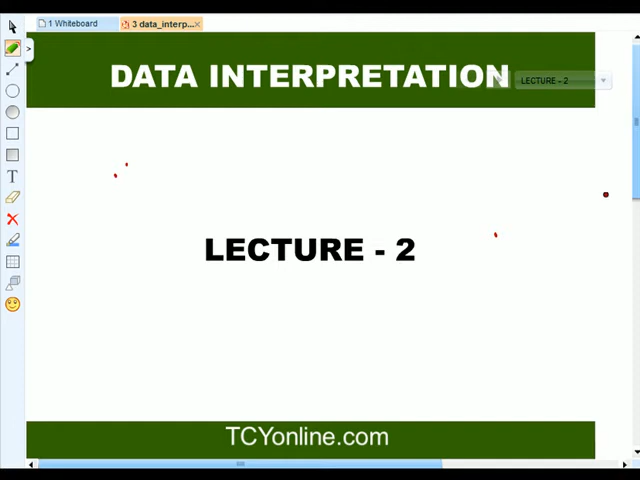 1 Whiteboard
3 data_interp...
DATA INTERPRETATION
LECTURE - 2
LECTURE - 2
TCYonline.com